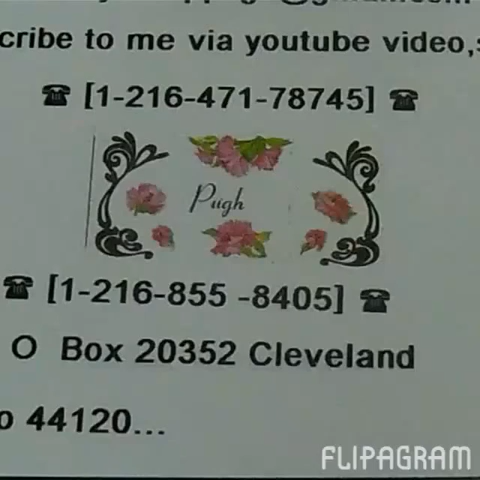 cribe to me via youtube video,
☎ [1-216-471-78745] ☎
Pugh
☎ [1-216-855 -8405] ☎
O Box 20352 Cleveland
o 44120...
FLIPAGRAM